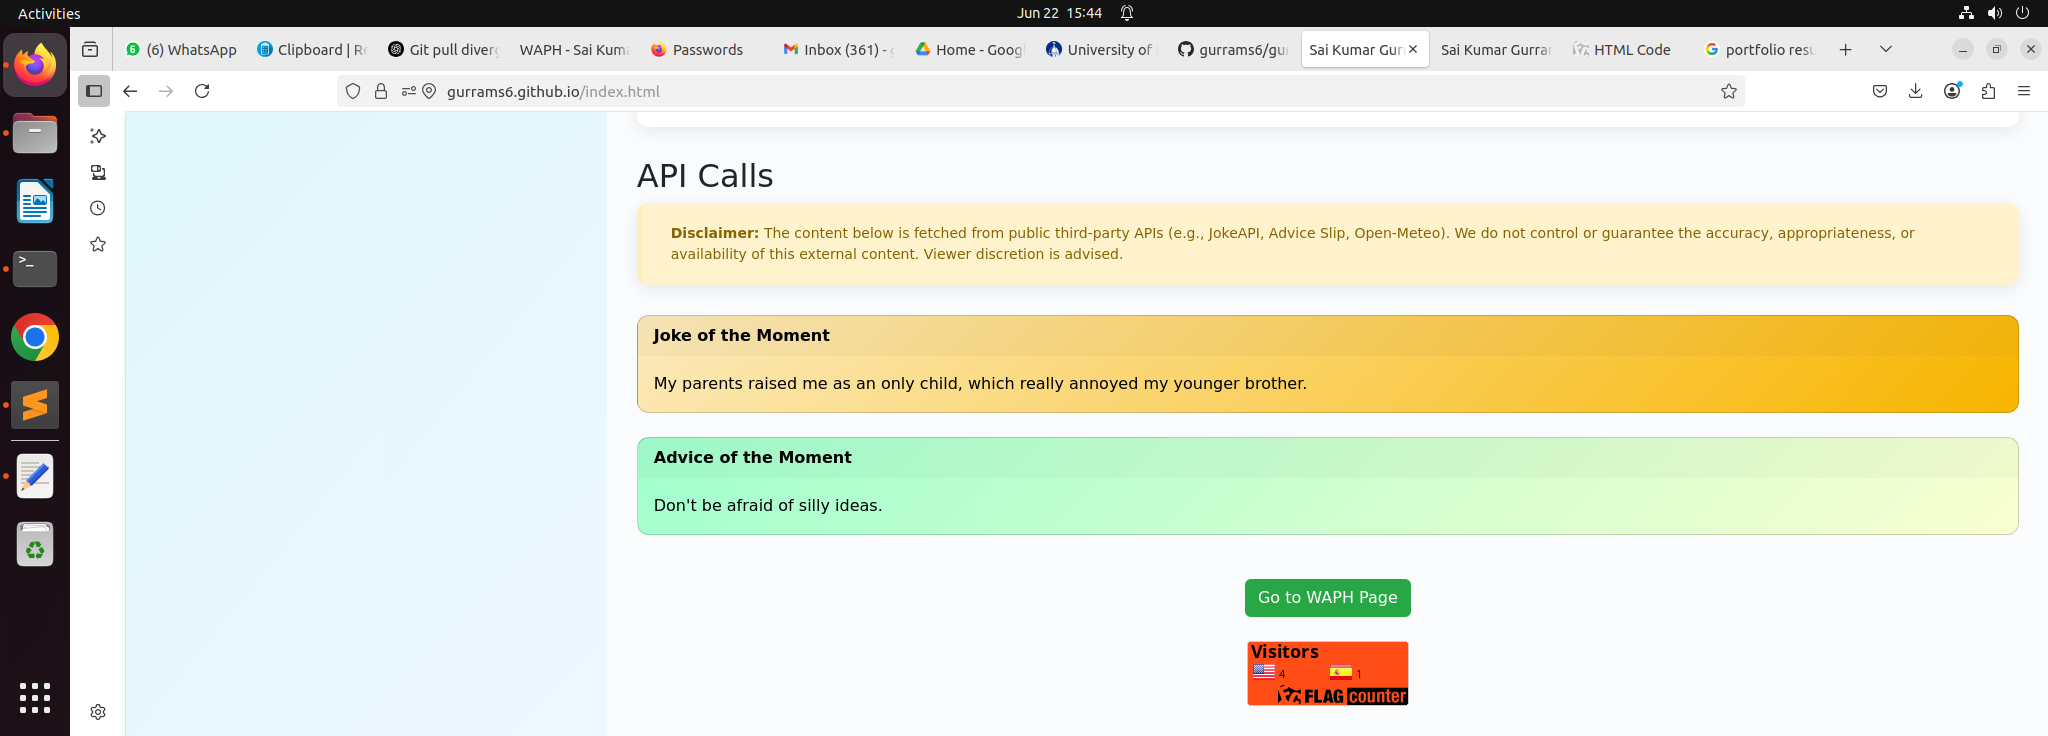 Activities
Jun 22 15:44
(6) WhatsApp
Clipboard | Re
Git pull diverg
WAPH - Sai Kuma
Passwords
Inbox (361) - g
Home - Googl
University of
gurrams6/gur
Sai Kumar Gurr
Sai Kumar Gurrar
HTML Code
portfolio resu
gurrams6.github.io/index.html
API Calls
Disclaimer: The content below is fetched from public third-party APIs (e.g., JokeAPI, Advice Slip, Open-Meteo). We do not control or guarantee the accuracy, appropriateness, or
availability of this external content. Viewer discretion is advised.
Joke of the Moment
My parents raised me as an only child, which really annoyed my younger brother.
Advice of the Moment
Don't be afraid of silly ideas.
Go to WAPH Page
Visitors
4 1
FLAG counter